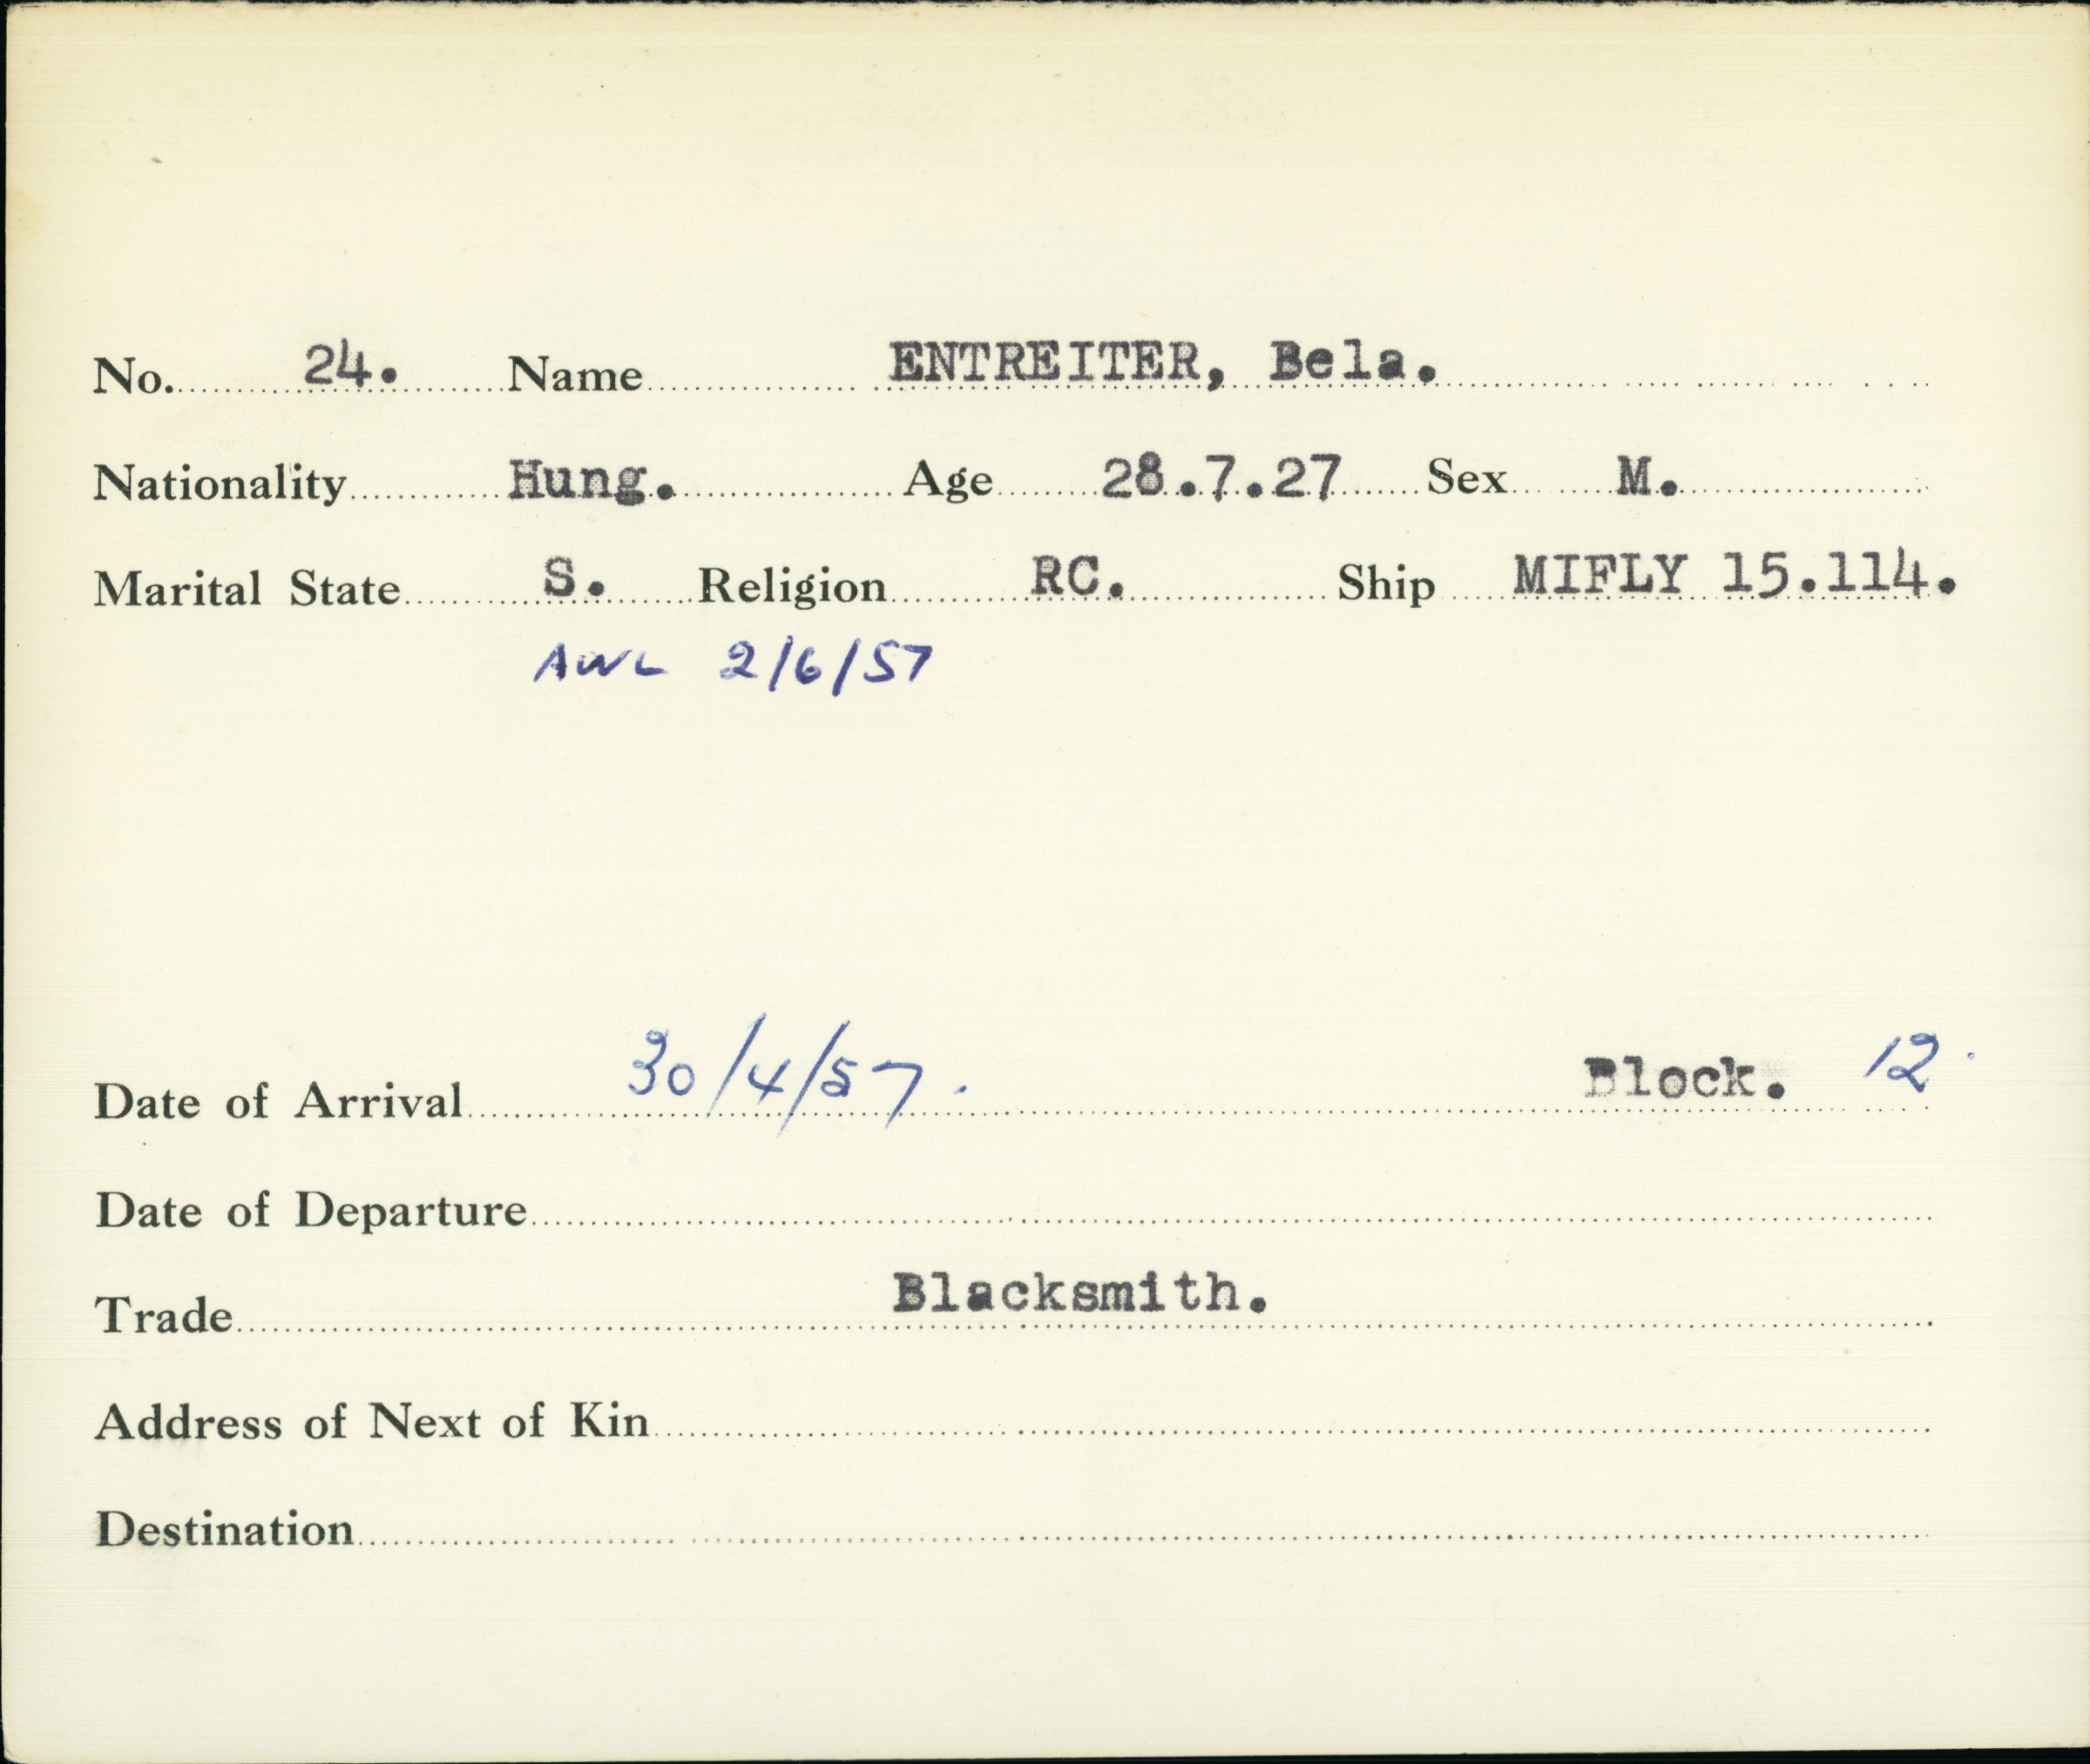 No. 24. Name ENTREITER, Bela.
Nationality Hung. Age 28.7.27 Sex M.
Marital State S. Religion RC. Ship MIFLY 15.114.
AWL 2/6/57
Date of Arrival 30/4/57. Block. 12.
Date of Departure
Trade Blacksmith.
Address of Next of Kin
Destination